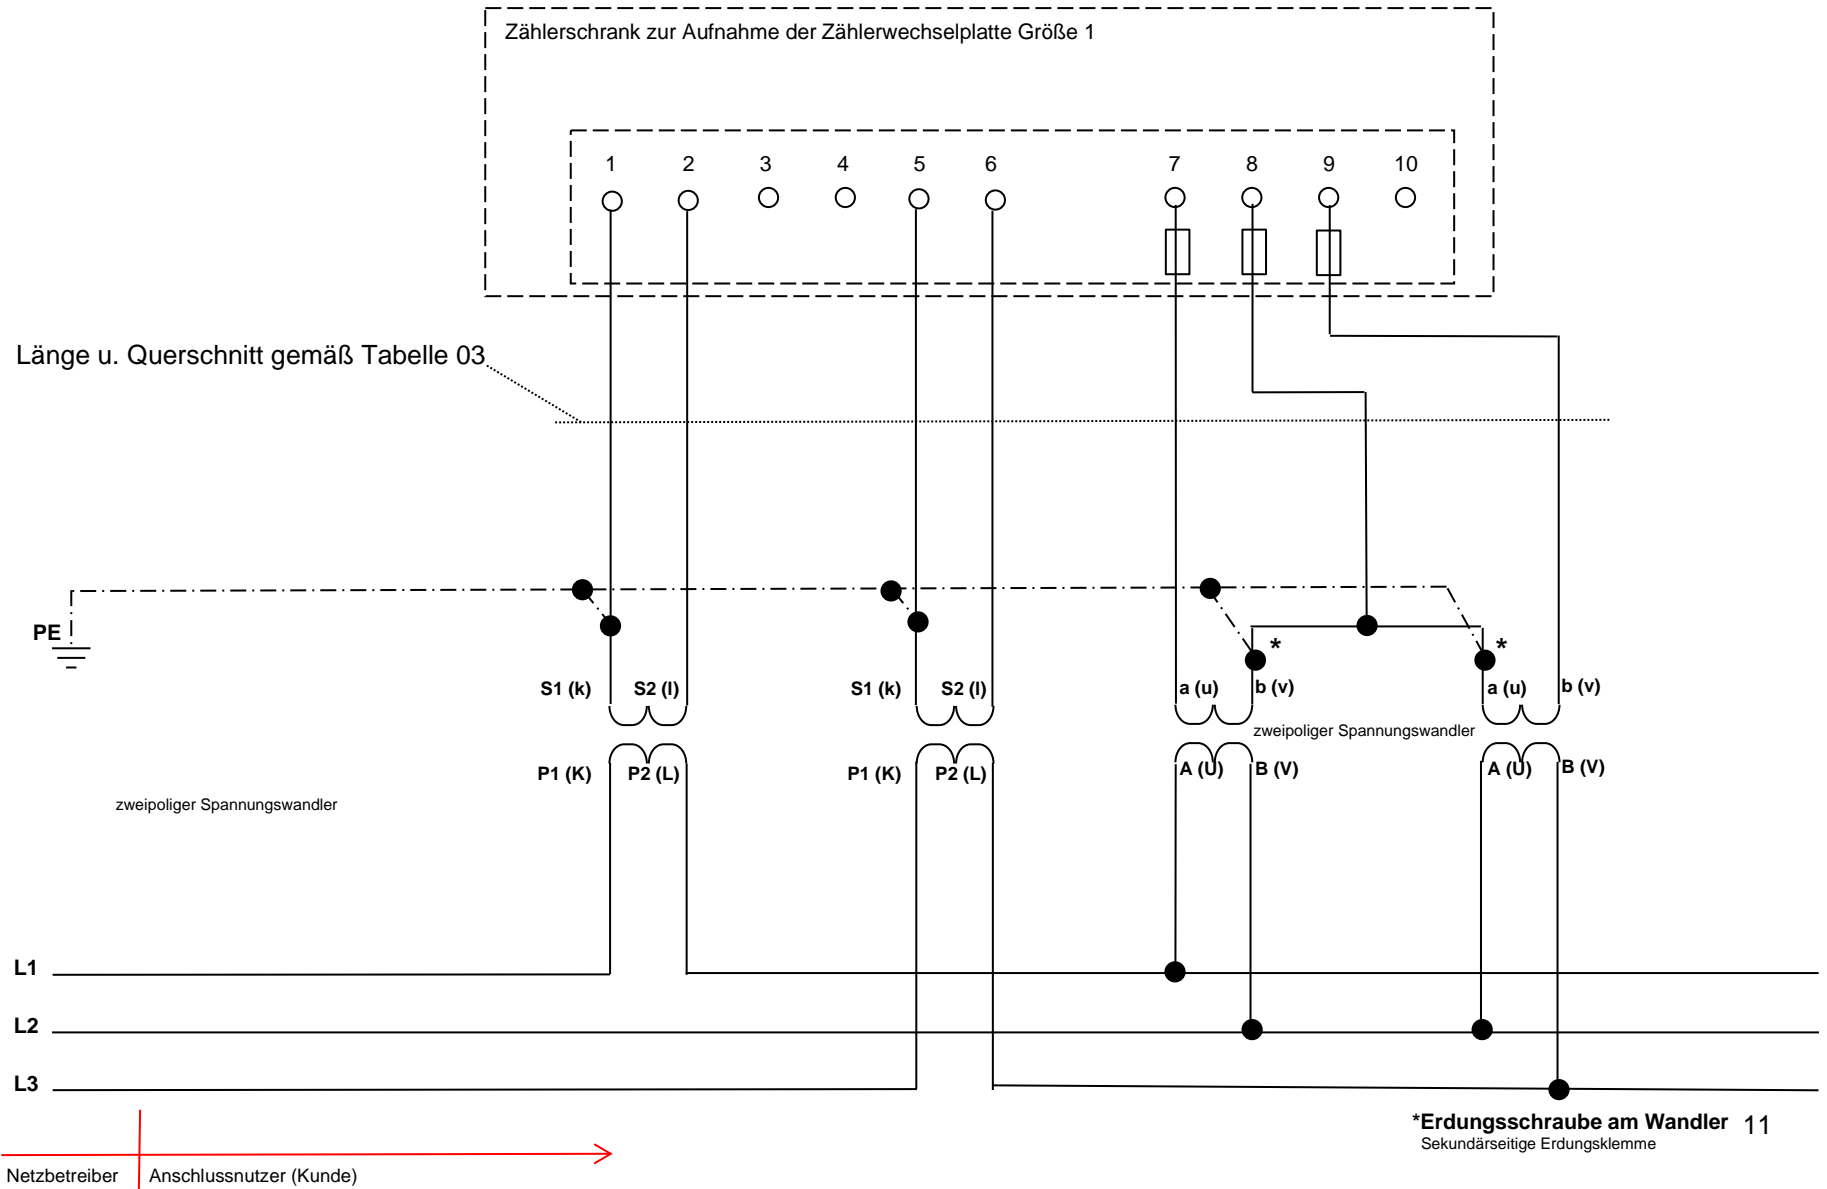 Zählerschrank zur Aufnahme der Zählerwechselplatte Größe 1
1 2 3 4 5 6 7 8 9 10
Länge u. Querschnitt gemäß Tabelle 03
PE
* *
S1 (k) S2 (l) S1 (k) S2 (l) a (u) b (v) a (u) b (v)
zweipoliger Spannungswandler
P1 (K) P2 (L) P1 (K) P2 (L) A (U) B (V) A (U) B (V)
zweipoliger Spannungswandler
L1
L2
L3
*Erdungsschraube am Wandler 11
Sekundärseitige Erdungsklemme
Netzbetreiber Anschlussnutzer (Kunde)